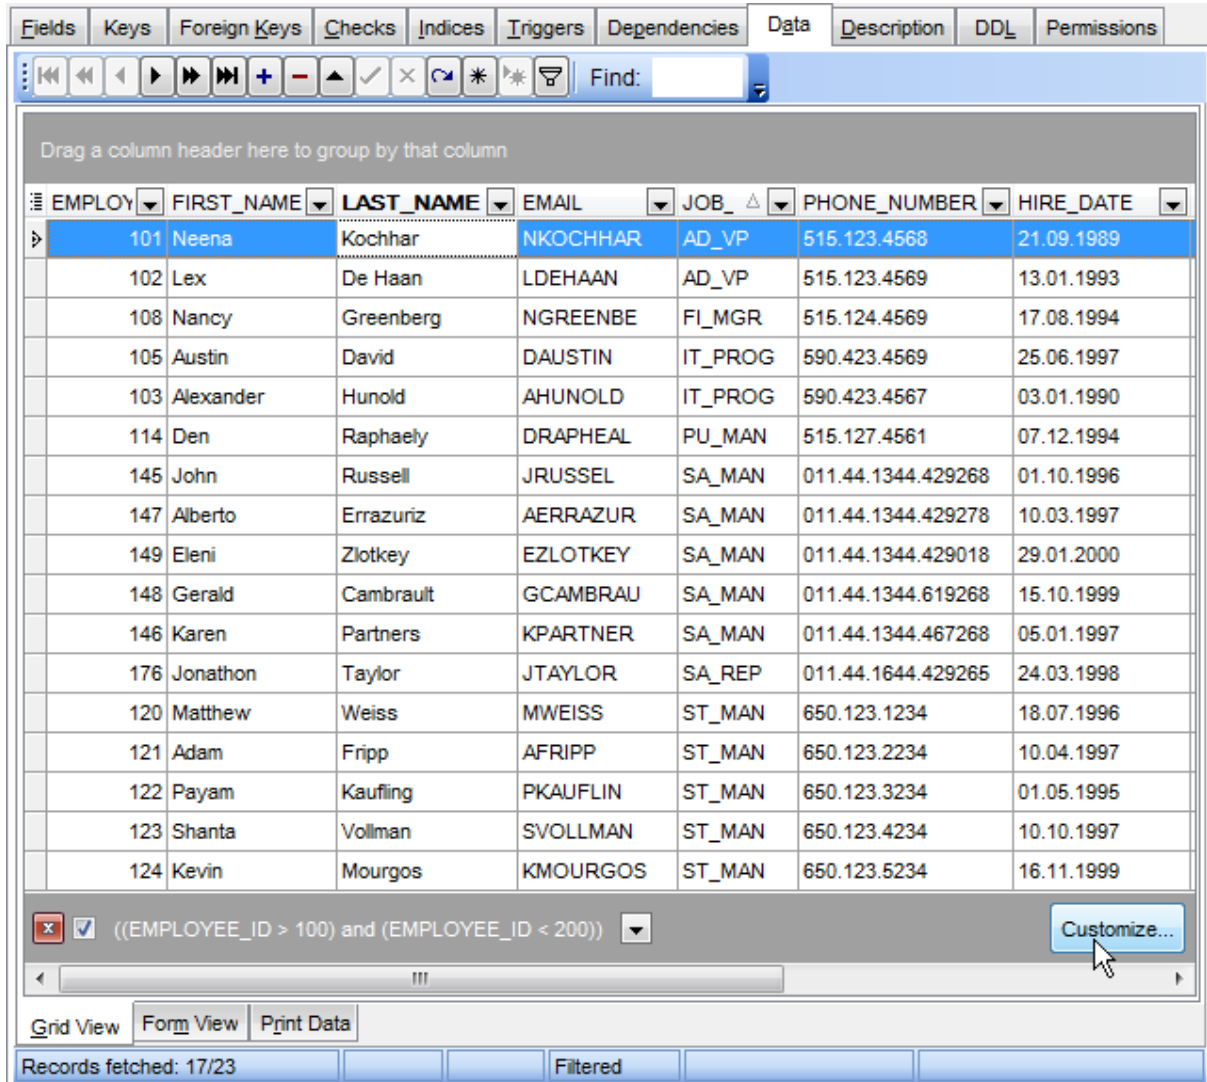 Fields Keys Foreign Keys Checks Indices Triggers Dependencies Data Description DDL Permissions
Find:
Drag a column header here to group by that column
EMPLOY FIRST_NAME LAST_NAME EMAIL JOB_ PHONE_NUMBER HIRE_DATE
101 Neena Kochhar NKOCHHAR AD_VP 515.123.4568 21.09.1989
102 Lex De Haan LDEHAAN AD_VP 515.123.4569 13.01.1993
108 Nancy Greenberg NGREENBE FI_MGR 515.124.4569 17.08.1994
105 Austin David DAUSTIN IT_PROG 590.423.4569 25.06.1997
103 Alexander Hunold AHUNOLD IT_PROG 590.423.4567 03.01.1990
114 Den Raphaely DRAPHEAL PU_MAN 515.127.4561 07.12.1994
145 John Russell JRUSSEL SA_MAN 011.44.1344.429268 01.10.1996
147 Alberto Errazuriz AERRAZUR SA_MAN 011.44.1344.429278 10.03.1997
149 Eleni Zlotkey EZLOTKEY SA_MAN 011.44.1344.429018 29.01.2000
148 Gerald Cambrault GCAMBRAU SA_MAN 011.44.1344.619268 15.10.1999
146 Karen Partners KPARTNER SA_MAN 011.44.1344.467268 05.01.1997
176 Jonathon Taylor JTAYLOR SA_REP 011.44.1644.429265 24.03.1998
120 Matthew Weiss MWEISS ST_MAN 650.123.1234 18.07.1996
121 Adam Fripp AFRIPP ST_MAN 650.123.2234 10.04.1997
122 Payam Kaufling PKAUFLIN ST_MAN 650.123.3234 01.05.1995
123 Shanta Vollman SVOLLMAN ST_MAN 650.123.4234 10.10.1997
124 Kevin Mourgos KMOURGOS ST_MAN 650.123.5234 16.11.1999
((EMPLOYEE_ID > 100) and (EMPLOYEE_ID < 200)) Customize...
Grid View Form View Print Data
Records fetched: 17/23 Filtered